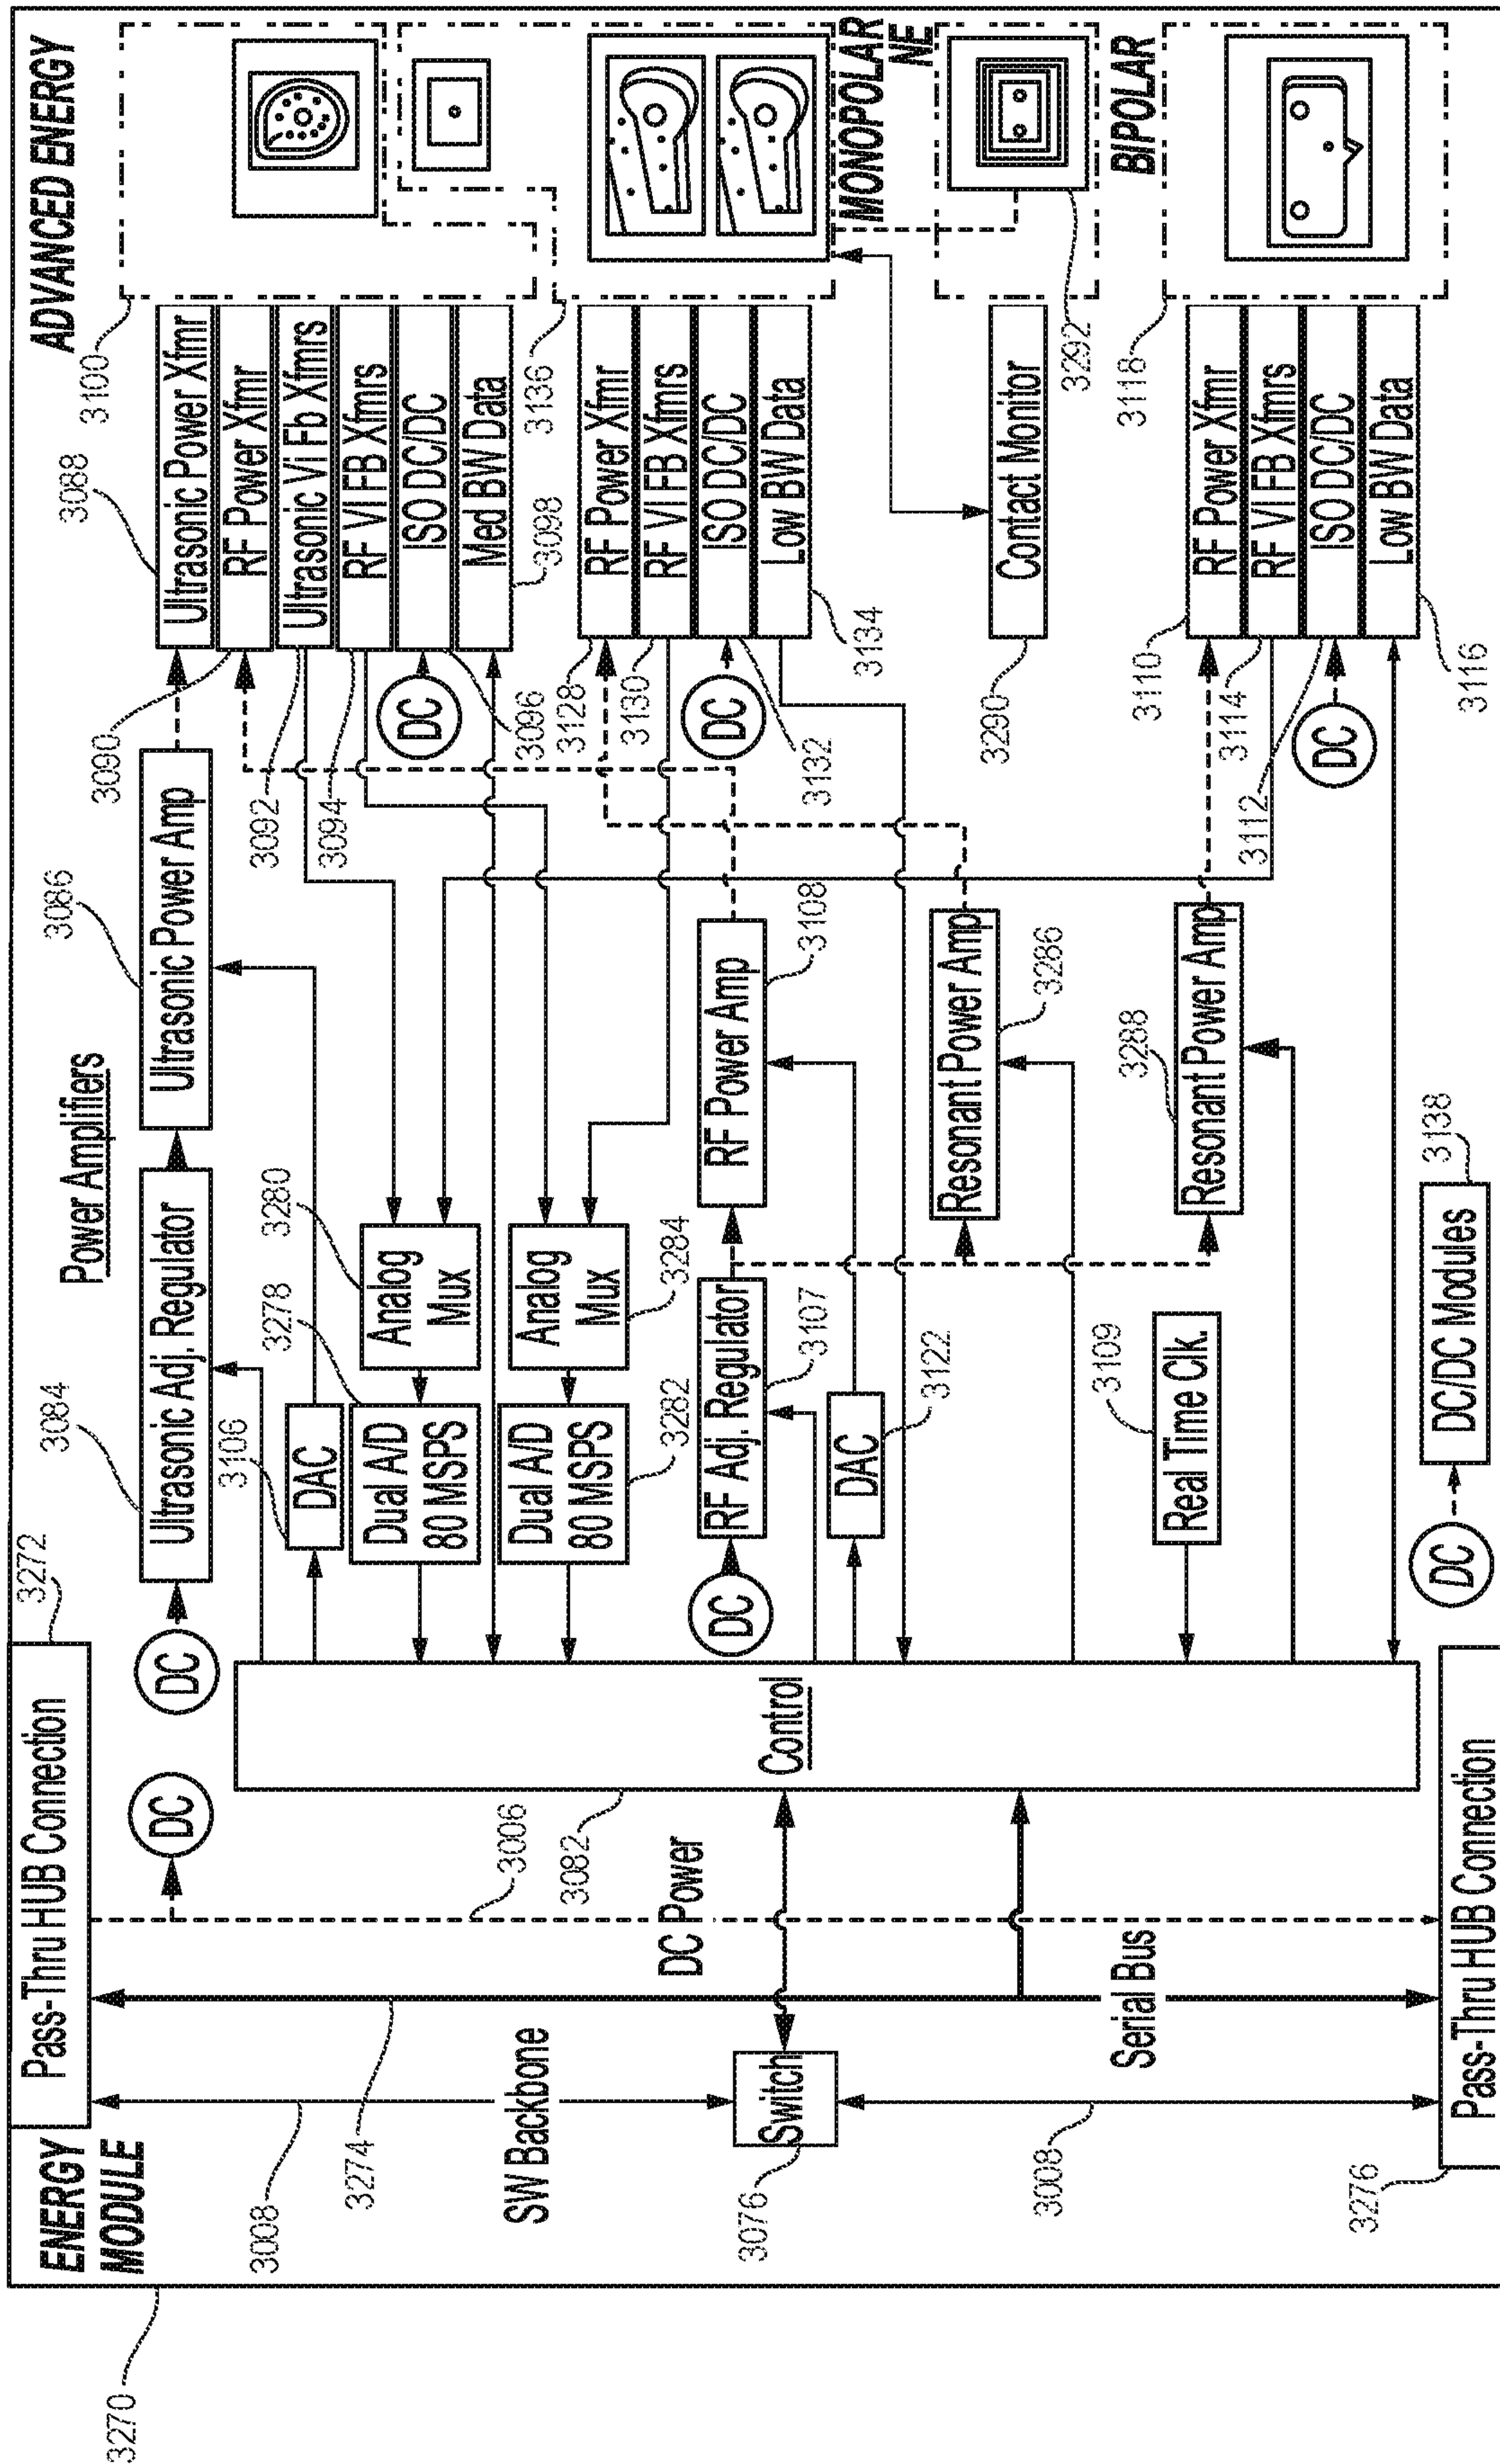 3270
ENERGY
MODULE
3272
Pass-Thru HUB Connection
3008
3274
SW Backbone
3076
Switch
3008
Serial Bus
DC Power
3006
3082
Control
3276
Pass-Thru HUB Connection
DC
DC
Power Amplifiers
3084
Ultrasonic Adj. Regulator
3086
Ultrasonic Power Amp
3106
DAC
3278
Dual A/D
80 MSPS
3280
Analog
Mux
3282
Dual A/D
80 MSPS
3284
Analog
Mux
DC
RF Adj. Regulator
3107
RF Power Amp
3108
DAC
3122
Resonant Power Amp
3286
3109
Real Time Clk.
3288
Resonant Power Amp
DC
DC/DC Modules
3138
ADVANCED ENERGY
3100
3088
Ultrasonic Power Xfmr
3090
RF Power Xfmr
3092
Ultrasonic Vi Fb Xfmrs
3094
RF VI FB Xfmrs
DC
3096
ISO DC/DC
Med BW Data
3098
3136
3128
RF Power Xfmr
3130
RF VI FB Xfmrs
DC
3132
ISO DC/DC
Low BW Data
3134
MONOPOLAR
NE
3290
Contact Monitor
3292
BIPOLAR
3118
3110
RF Power Xfmr
3114
RF VI FB Xfmrs
3112
DC
ISO DC/DC
Low BW Data
3116